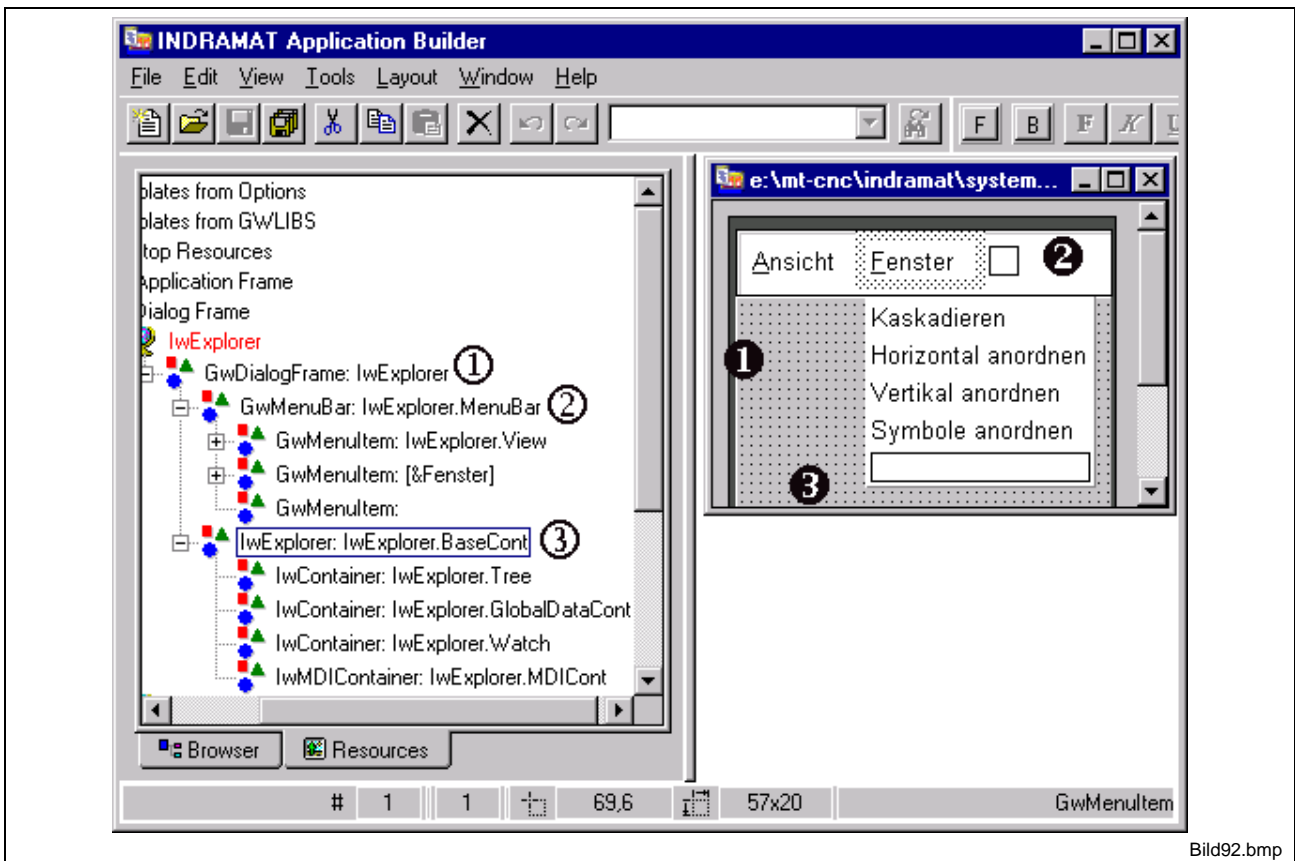 INDRAMAT Application Builder
File Edit View Tools Layout Window Help
F B F K U
plates from Options
plates from GWLIBS
top Resources
Application Frame
Dialog Frame
IwExplorer
GwDialogFrame: IwExplorer ①
GwMenuBar: IwExplorer.MenuBar ②
GwMenuItem: IwExplorer.View
GwMenuItem: [&Fenster]
GwMenuItem:
IwExplorer: IwExplorer.BaseCont ③
IwContainer: IwExplorer.Tree
IwContainer: IwExplorer.GlobalDataCont
IwContainer: IwExplorer.Watch
IwMDIContainer: IwExplorer.MDICont
Browser Resources
e:\mt-cnc\indramat\system...
Ansicht Fenster ❷
Kaskadieren
❶ Horizontal anordnen
Vertikal anordnen
Symbole anordnen
❸
# 1 1 69,6 57x20 GwMenuItem
Bild92.bmp